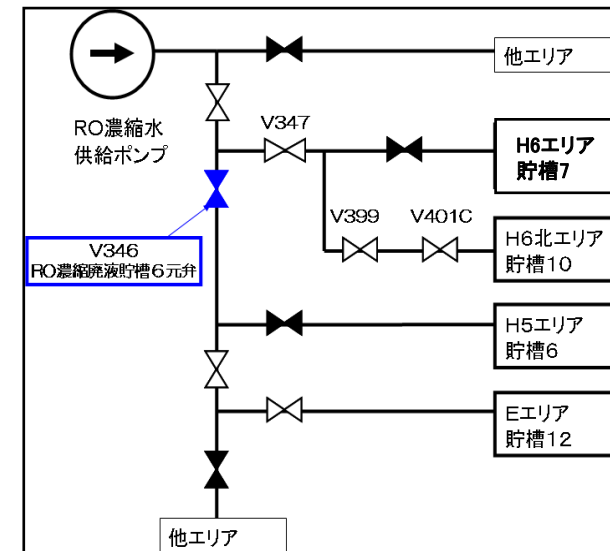 他エリア
RO濃縮水
供給ポンプ
V347
H6エリア
貯槽7
V399
V401C
H6北エリア
貯槽10
V346
RO濃縮廃液貯槽6元弁
H5エリア
貯槽6
Eエリア
貯槽12
他エリア